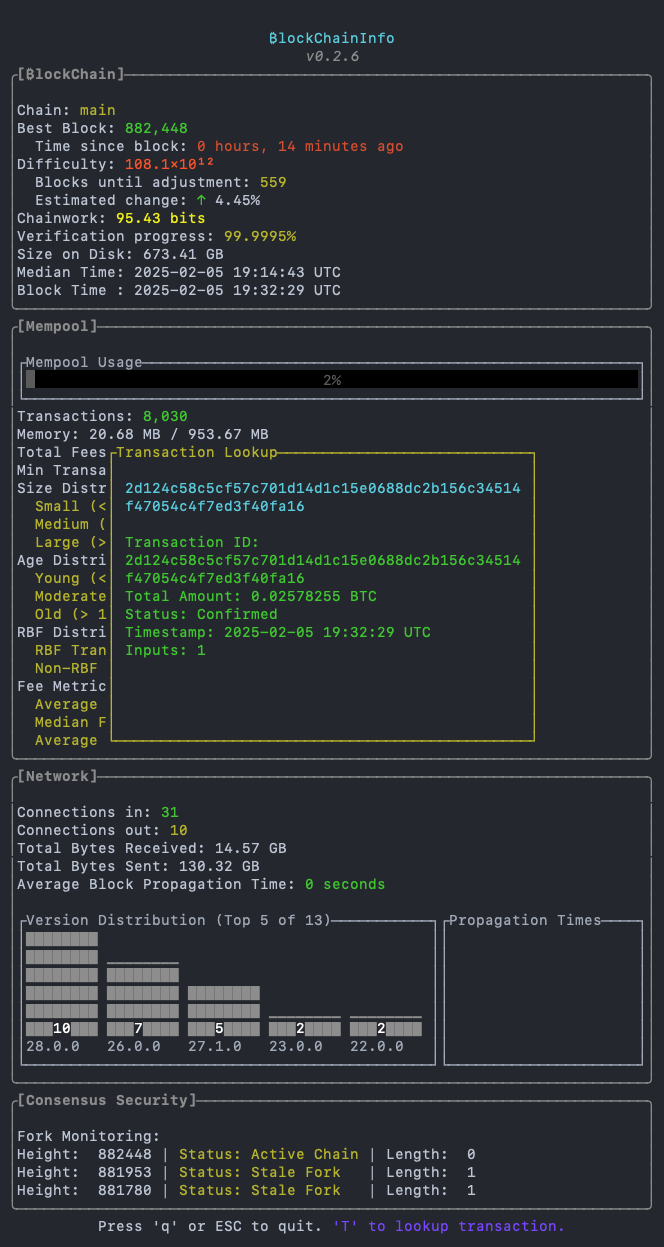 ₿lockChainInfo
v0.2.6
[₿lockChain]
Chain: main
Best Block: 882,448
Time since block: 0 hours, 14 minutes ago
Difficulty: 108.1×10¹²
Blocks until adjustment: 559
Estimated change: ↑ 4.45%
Chainwork: 95.43 bits
Verification progress: 99.9995%
Size on Disk: 673.41 GB
Median Time: 2025-02-05 19:14:43 UTC
Block Time : 2025-02-05 19:32:29 UTC
[Mempool]
Mempool Usage
2%
Transactions: 8,030
Memory: 20.68 MB / 953.67 MB
Total Fees
Min Transa
Size Distr
Small (<
Medium (
Large (>
Age Distri
Young (<
Moderate
Old (> 1
RBF Distri
RBF Tran
Non-RBF
Fee Metric
Average
Median F
Average
Transaction Lookup
2d124c58c5cf57c701d14d1c15e0688dc2b156c34514
f47054c4f7ed3f40fa16
Transaction ID:
2d124c58c5cf57c701d14d1c15e0688dc2b156c34514
f47054c4f7ed3f40fa16
Total Amount: 0.02578255 BTC
Status: Confirmed
Timestamp: 2025-02-05 19:32:29 UTC
Inputs: 1
[Network]
Connections in: 31
Connections out: 10
Total Bytes Received: 14.57 GB
Total Bytes Sent: 130.32 GB
Average Block Propagation Time: 0 seconds
Version Distribution (Top 5 of 13)
10 7 5 2 2
28.0.0 26.0.0 27.1.0 23.0.0 22.0.0
Propagation Times
[Consensus Security]
Fork Monitoring:
Height: 882448 | Status: Active Chain | Length: 0
Height: 881953 | Status: Stale Fork | Length: 1
Height: 881780 | Status: Stale Fork | Length: 1
Press 'q' or ESC to quit. 'T' to lookup transaction.